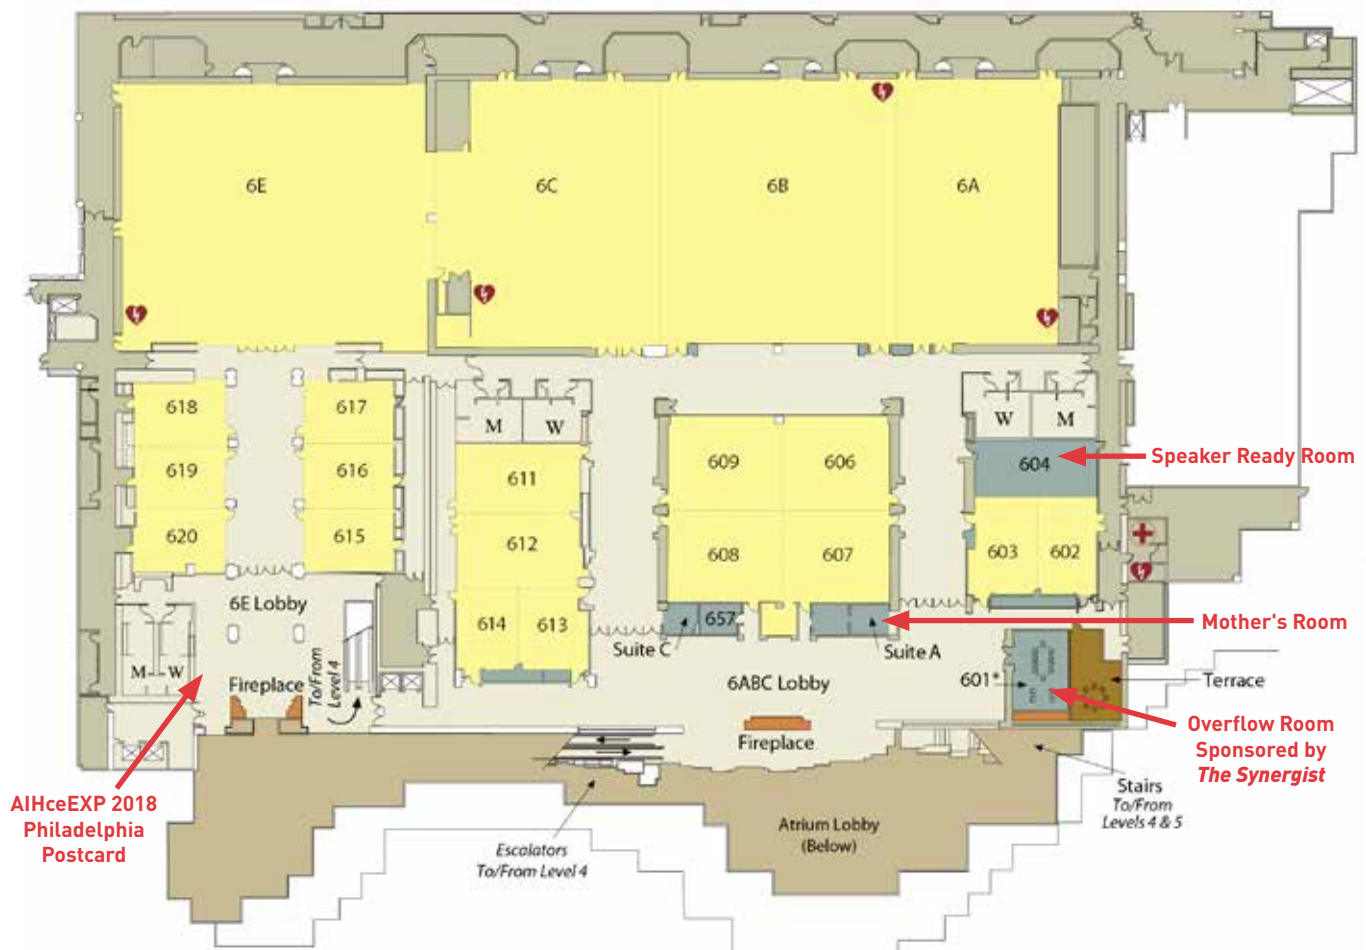 6E
6C
6B
6A
618
617
619
616
620
615
M
W
611
612
614
613
609
606
608
607
W
M
604
Speaker Ready Room
603
602
657
Suite C
Suite A
Mother's Room
6E Lobby
To/From
Level 4
M
W
Fireplace
6ABC Lobby
Fireplace
601*
Terrace
Overflow Room
Sponsored by
The Synergist
AIHceEXP 2018
Philadelphia
Postcard
Stairs
To/From
Levels 4 & 5
Atrium Lobby
(Below)
Escalators
To/From Level 4